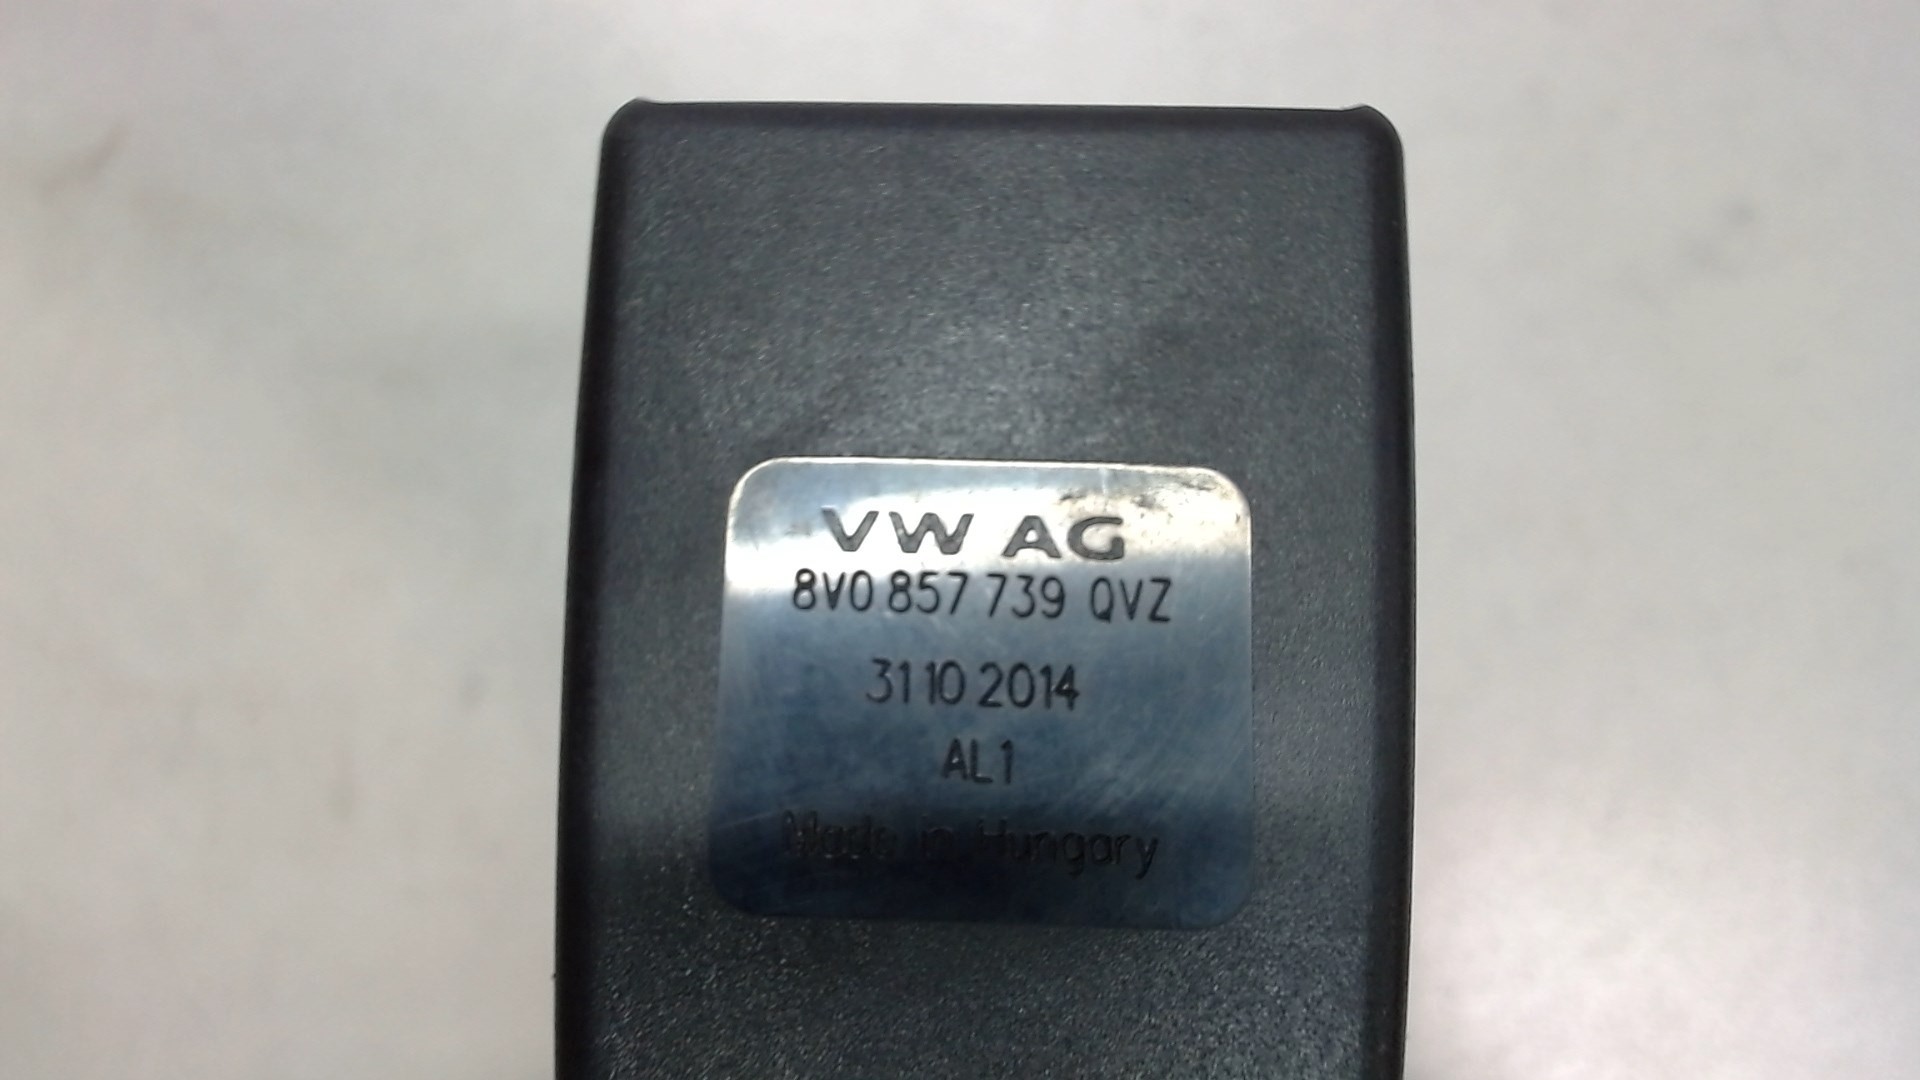 VW AG
8V0 857 739 QVZ
31 10 2014
AL1
Made in Hungary